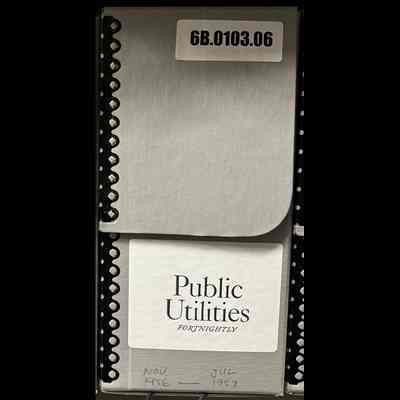 6B.0103.06
Public
Utilities
FORTNIGHTLY
NOV JUL
1956 — 1957